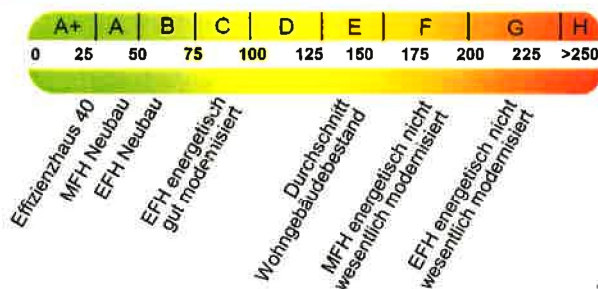 A+ A B C D E F G H
0 25 50 75 100 125 150 175 200 225 >250
Effizienzhaus 40
MFH Neubau
EFH Neubau
EFH energetisch
gut modernisiert
Durchschnitt
Wohngebäudebestand
MFH energetisch nicht
wesentlich modernisiert
EFH energetisch nicht
wesentlich modernisiert